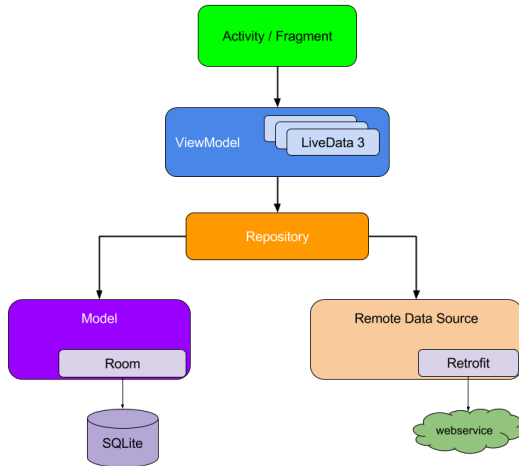 Activity / Fragment
ViewModel
LiveData 3
Repository
Model
Room
SQLite
Remote Data Source
Retrofit
webservice